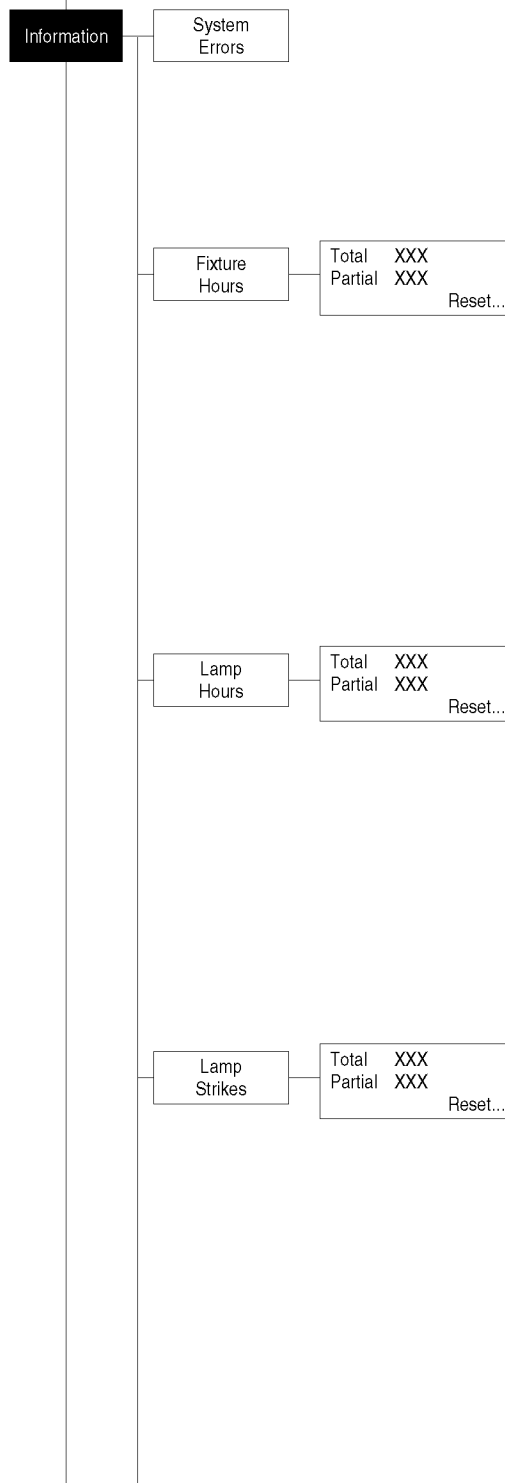 Information
System
Errors
Fixture
Hours
Total XXX
Partial XXX
Reset...
Lamp
Hours
Total XXX
Partial XXX
Reset...
Lamp
Strikes
Total XXX
Partial XXX
Reset...